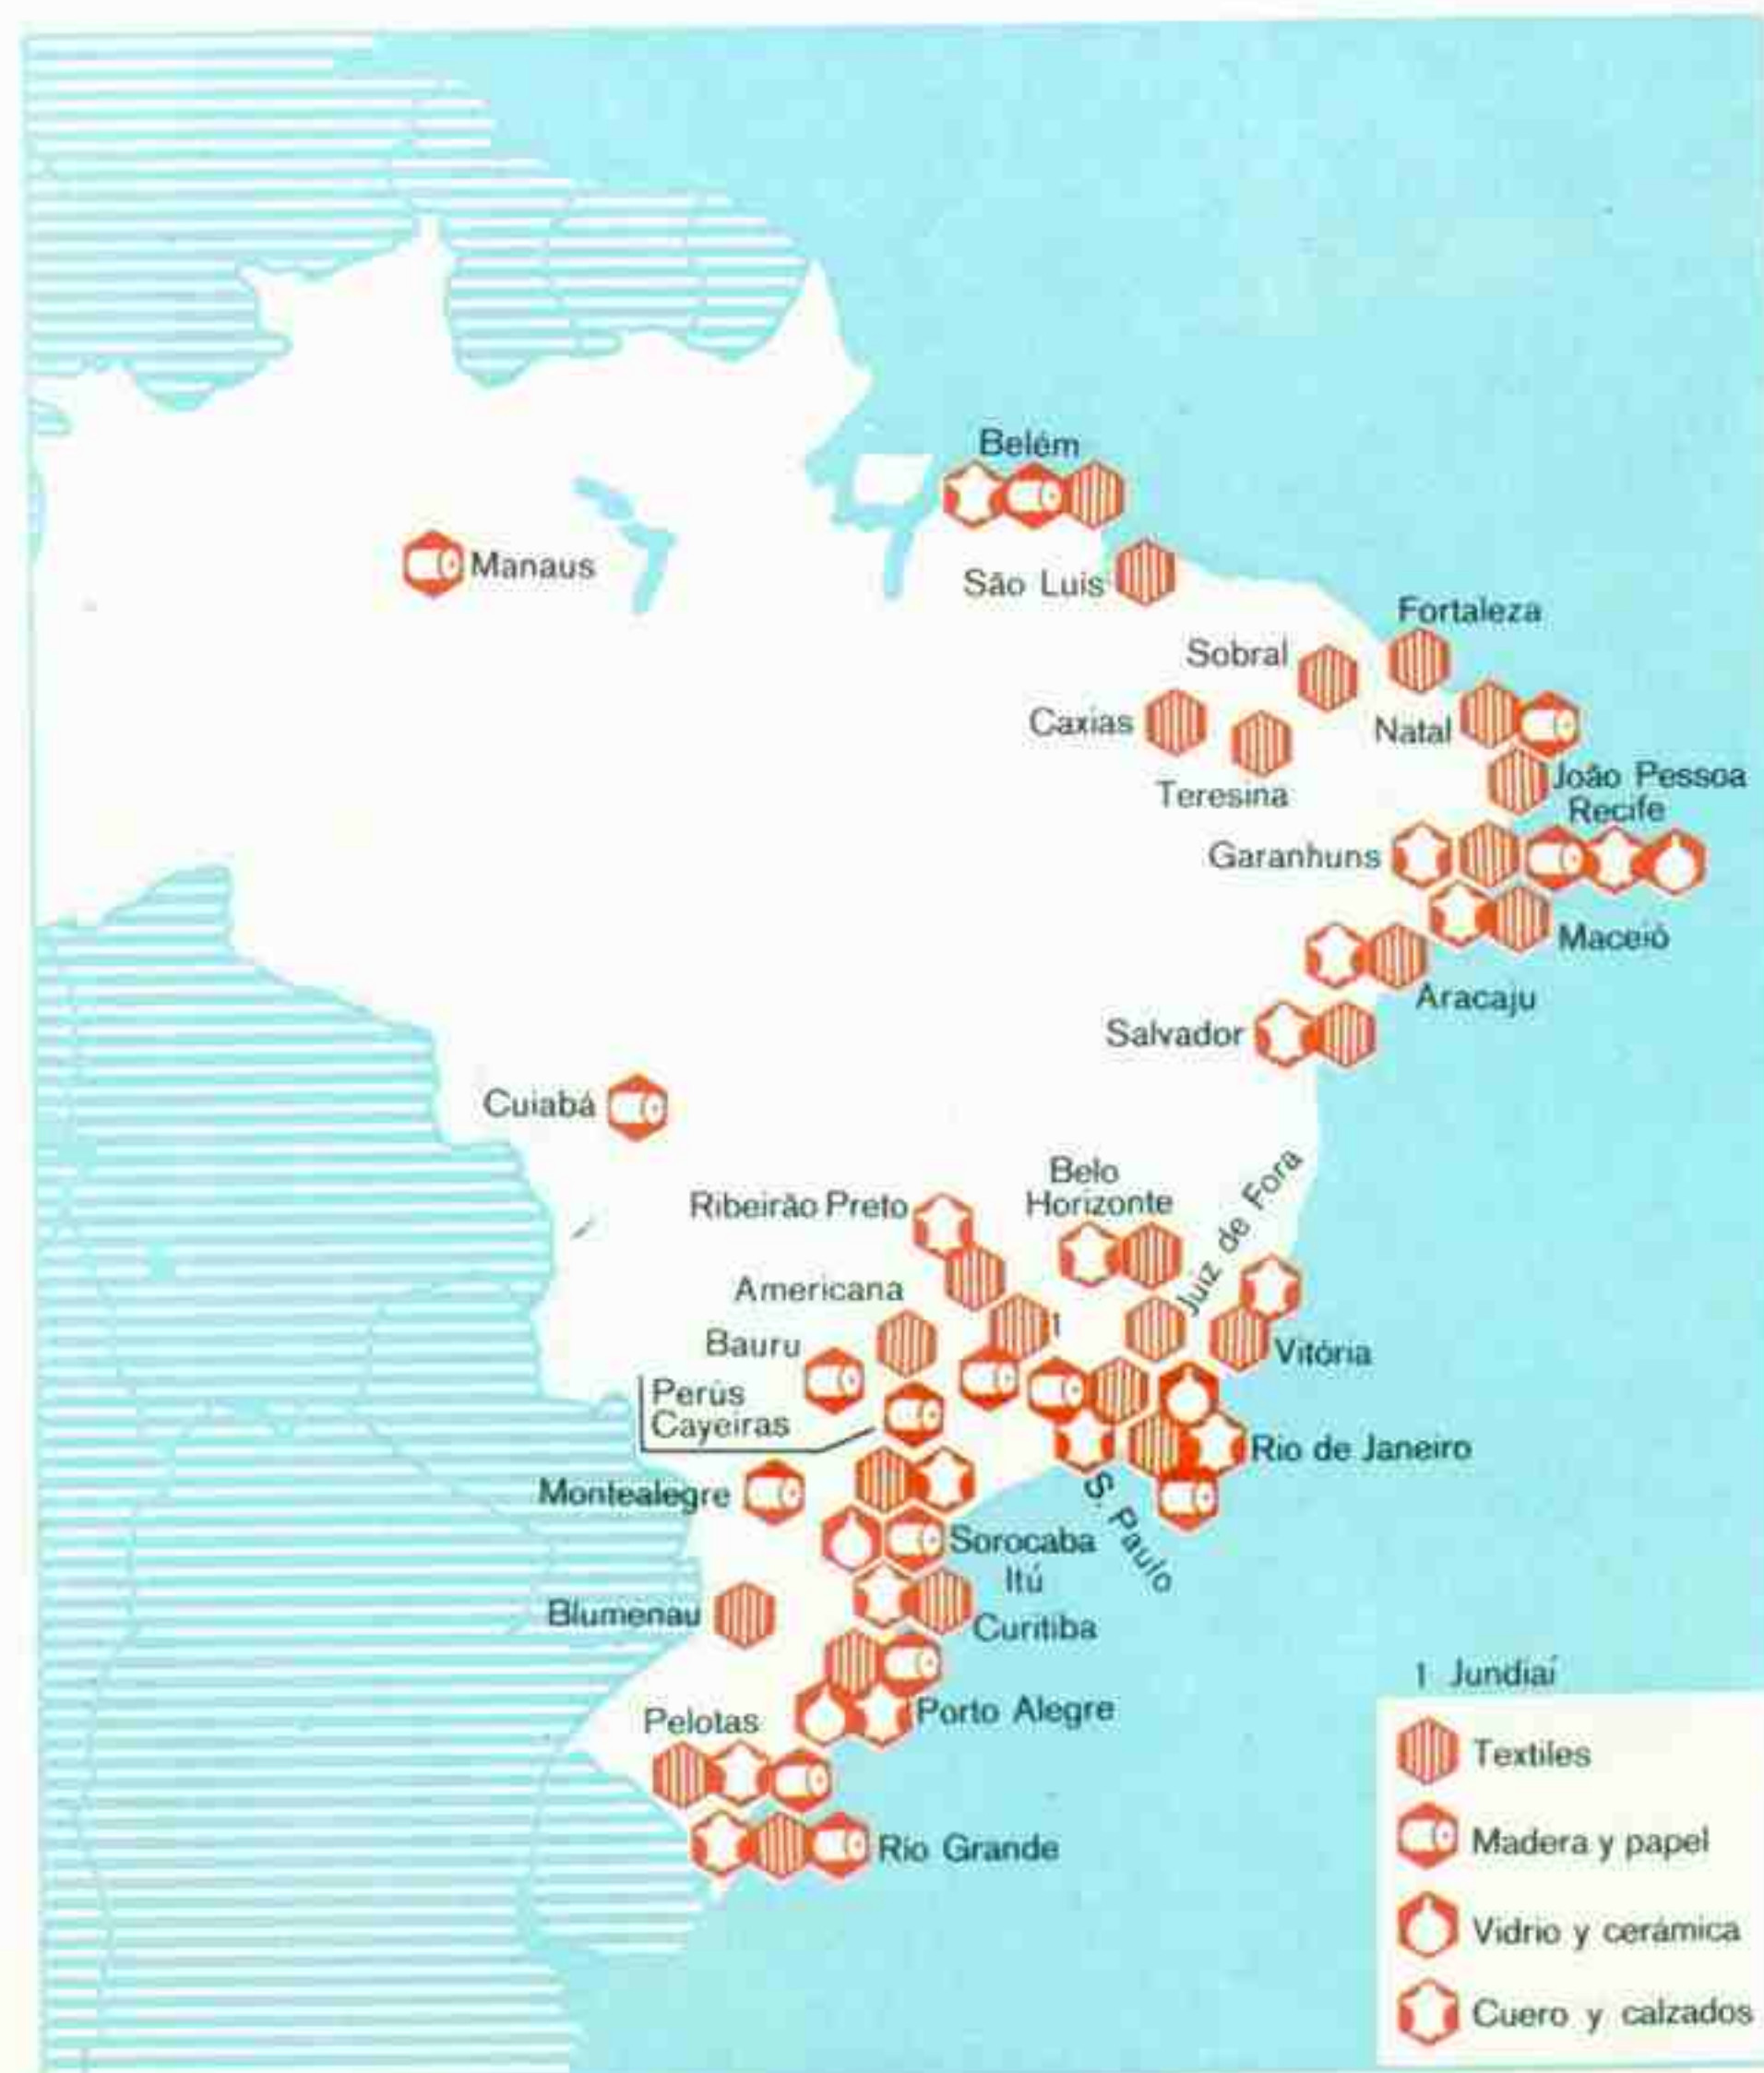 Belém
Manaus
São Luis
Fortaleza
Sobral
Caxias
Natal
Teresina
João Pessoa
Recife
Garanhuns
Maceió
Aracaju
Salvador
Cuiabá
Belo
Horizonte
Juiz de Fora
Ribeirão Preto
Americana
1
Bauru
Vitória
Perús
Cayeiras
Rio de Janeiro
Montealegre
S. Paulo
Sorocaba
Itú
Blumenau
Curitiba
Porto Alegre
Pelotas
Rio Grande
1 Jundiaí
Textiles
Madera y papel
Vidrio y cerámica
Cuero y calzados